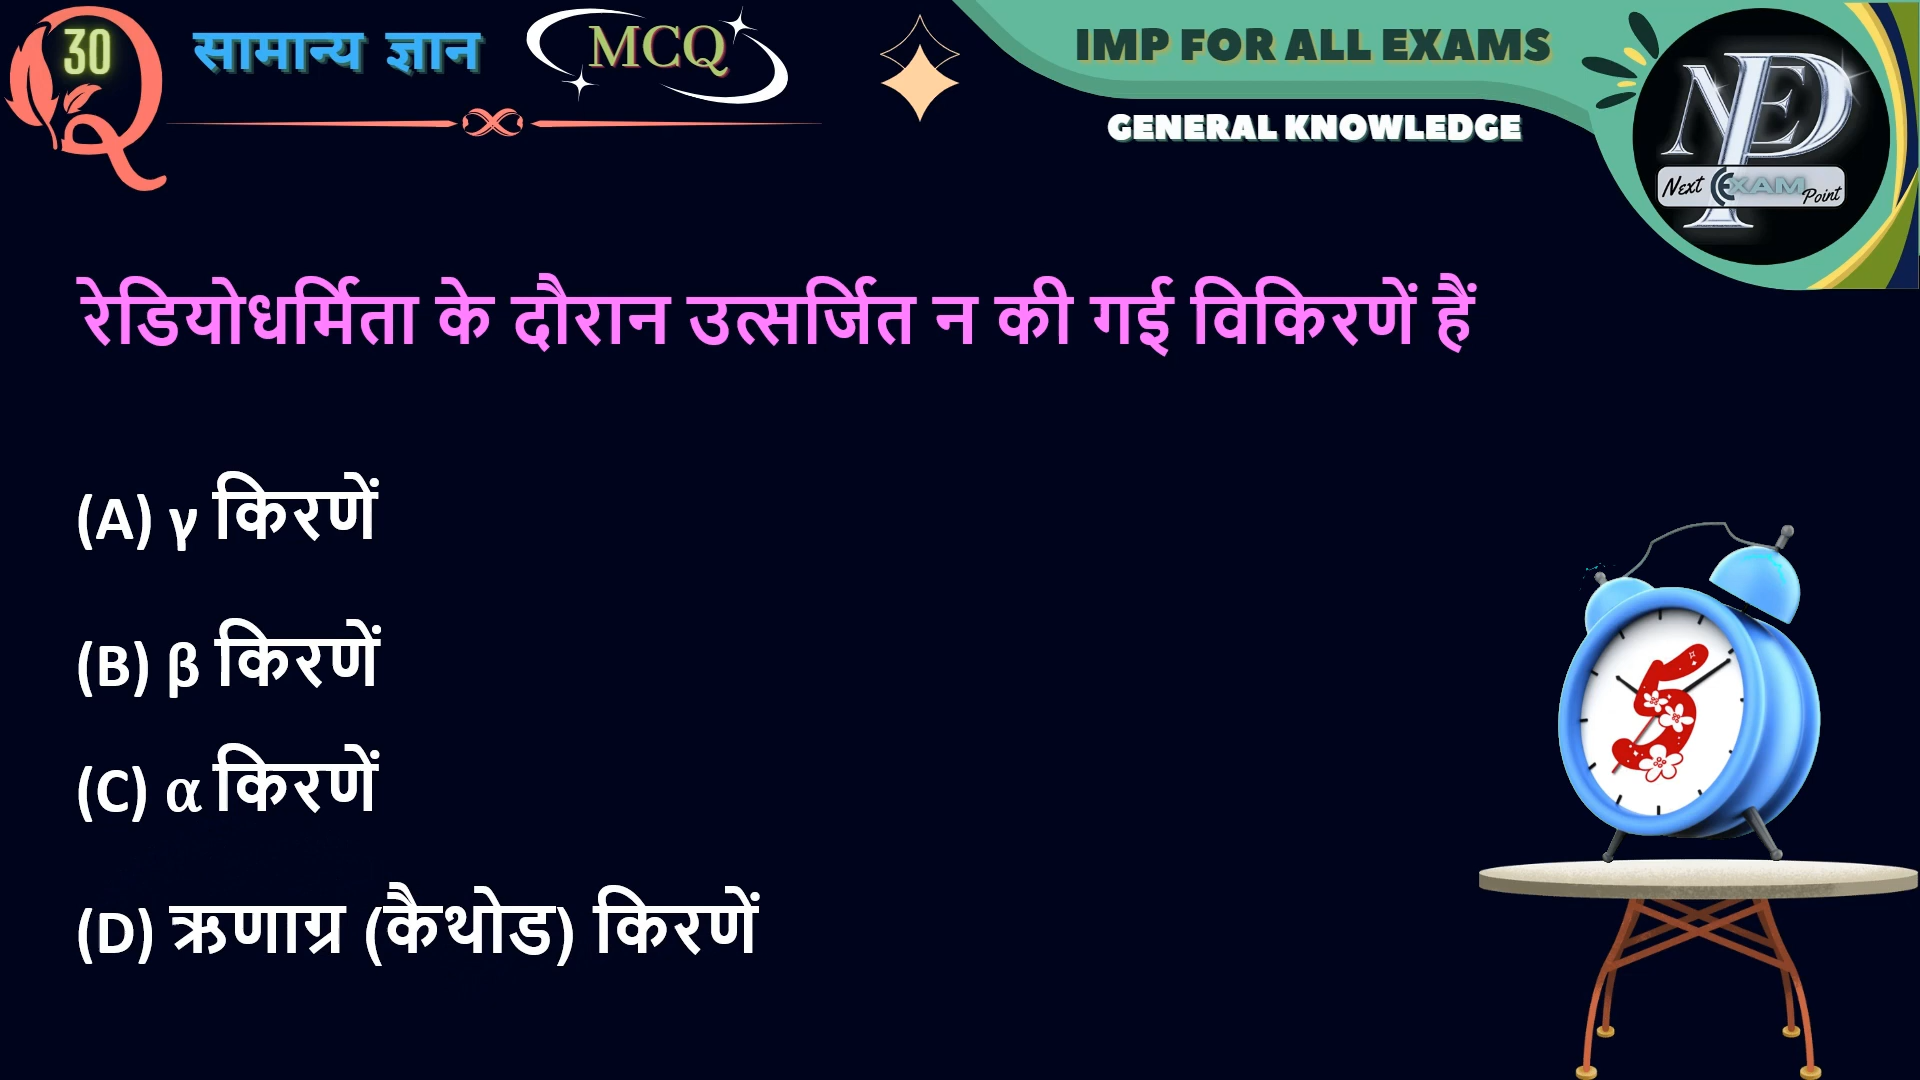 30
सामान्य ज्ञान
MCQ
IMP FOR ALL EXAMS
GENERAL KNOWLEDGE
NEP
Next EXAM Point
रेडियोधर्मिता के दौरान उत्सर्जित न की गई विकिरणें हैं
(A) γ किरणें
(B) β किरणें
(C) α किरणें
(D) ऋणाग्र (कैथोड) किरणें
5